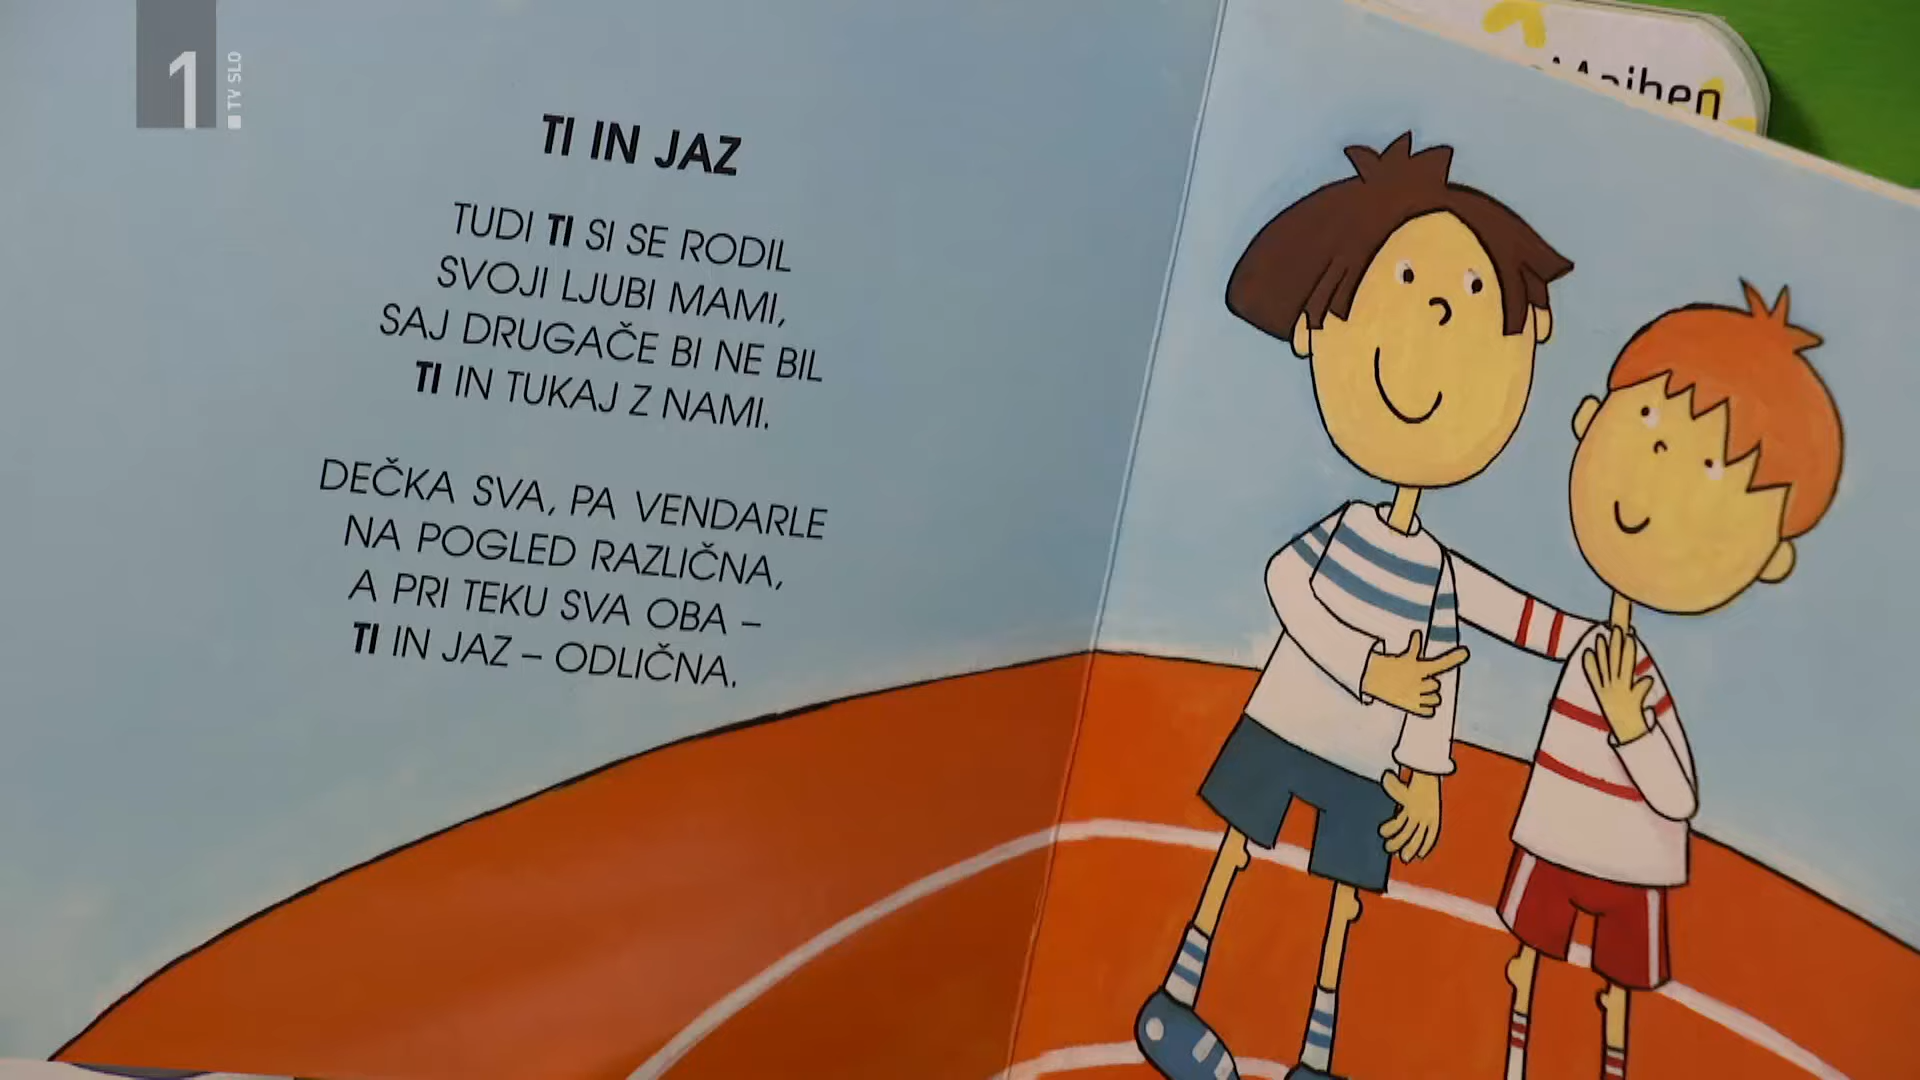 1
TV SLO
TI IN JAZ
TUDI TI SI SE RODIL
SVOJI LJUBI MAMI,
SAJ DRUGAČE BI NE BIL
TI IN TUKAJ Z NAMI.
DEČKA SVA, PA VENDARLE
NA POGLED RAZLIČNA,
A PRI TEKU SVA OBA –
TI IN JAZ – ODLIČNA.